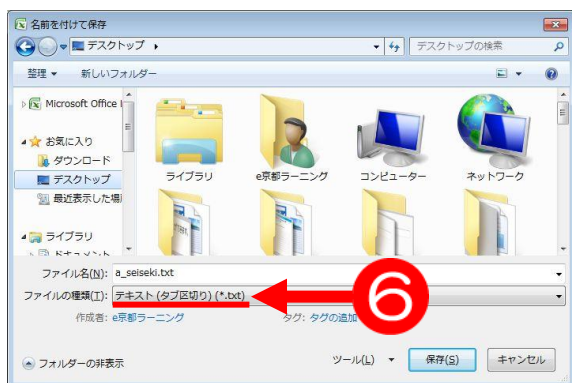 名前を付けて保存
デスクトップ
デスクトップの検索
整理 新しいフォルダー
Microsoft Office
お気に入り
ダウンロード
デスクトップ
最近表示した場
ライブラリ
ライブラリ e京都ラーニング コンピューター ネットワーク
ファイル名(N): a_seiseki.txt
ファイルの種類(T): テキスト (タブ区切り) (*.txt)
6
作成者: e京都ラーニング タグ: タグの追加
フォルダーの非表示 ツール(L) 保存(S) キャンセル